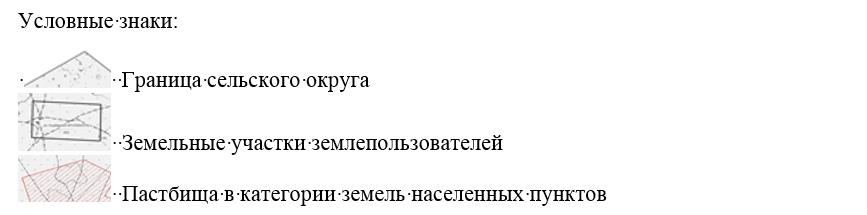 Условные знаки:
Граница сельского округа
Земельные участки землепользователей
Пастбища в категории земель населенных пунктов